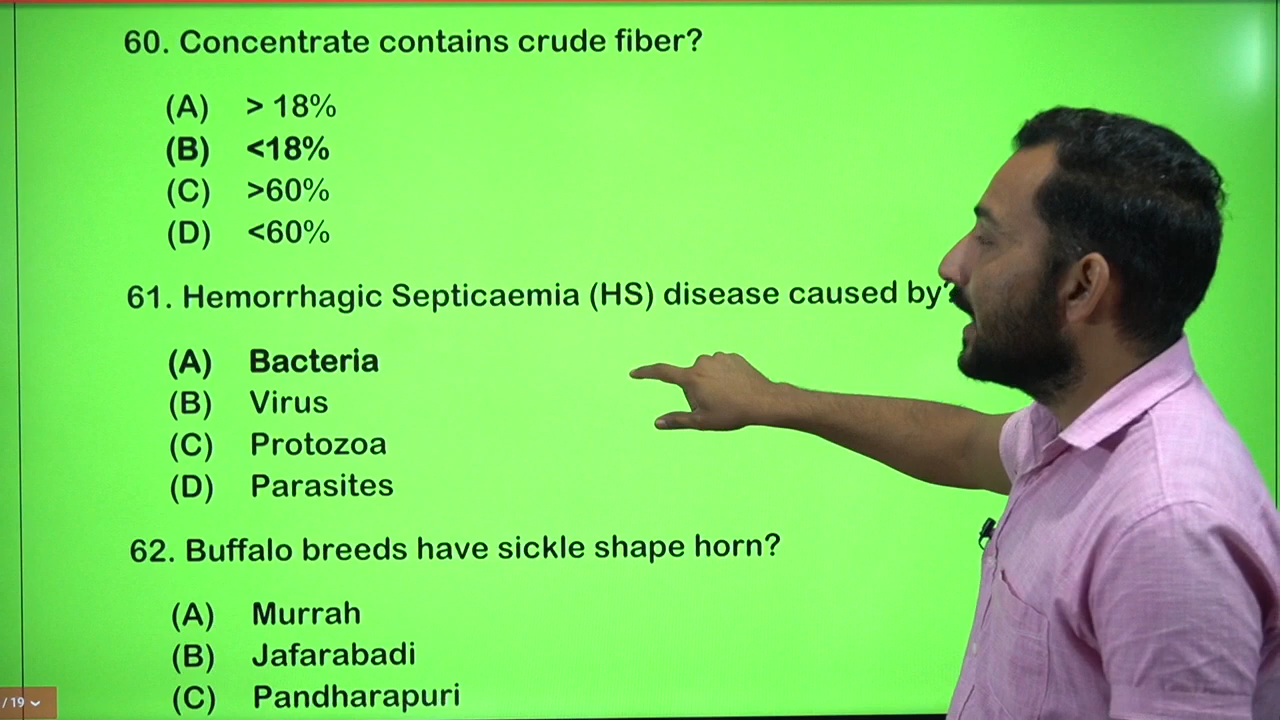 60. Concentrate contains crude fiber?
(A) > 18%
(B) <18%
(C) >60%
(D) <60%
61. Hemorrhagic Septicaemia (HS) disease caused by?
(A) Bacteria
(B) Virus
(C) Protozoa
(D) Parasites
62. Buffalo breeds have sickle shape horn?
(A) Murrah
(B) Jafarabadi
(C) Pandharapuri
/ 19